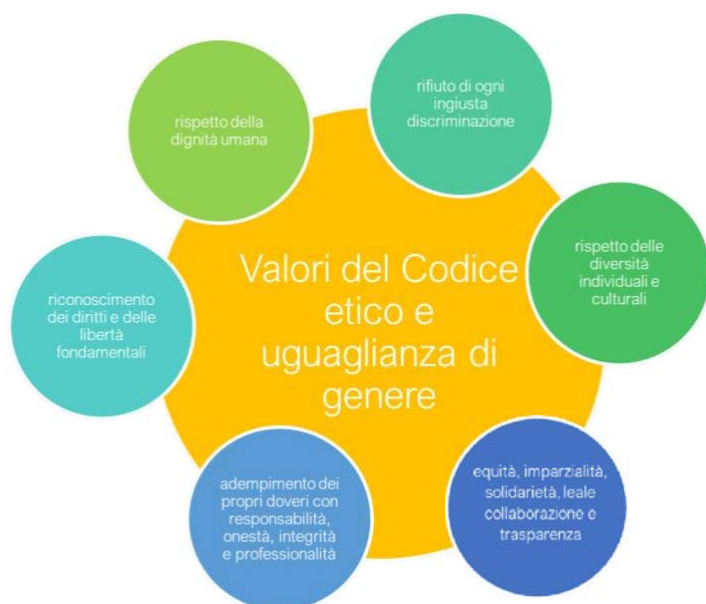 rifiuto di ogni
ingiusta
discriminazione
rispetto della
dignità umana
rispetto delle
diversità
individuali e
culturali
Valori del Codice
etico e
uguaglianza di
genere
riconoscimento
dei diritti e delle
libertà
fondamentali
equità, imparzialità,
solidarietà, leale
collaborazione e
trasparenza
adempimento dei
propri doveri con
responsabilità,
onestà, integrità
e professionalità